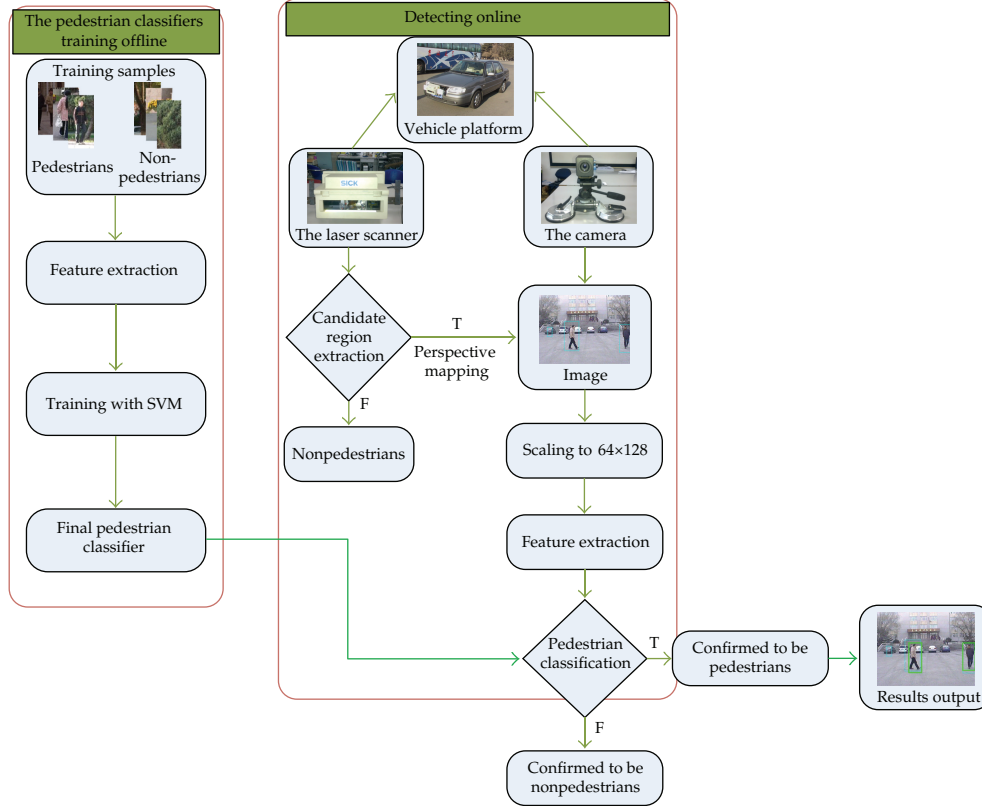 The pedestrian classifiers
training offline
Training samples
Pedestrians
Non-
pedestrians
Feature extraction
Training with SVM
Final pedestrian
classifier
Detecting online
Vehicle platform
SICK
The laser scanner
The camera
Candidate
region
extraction
T
Perspective
mapping
F
Nonpedestrians
Image
Scaling to 64×128
Feature extraction
Pedestrian
classification
T
Confirmed to be
pedestrians
Results output
F
Confirmed to be
nonpedestrians